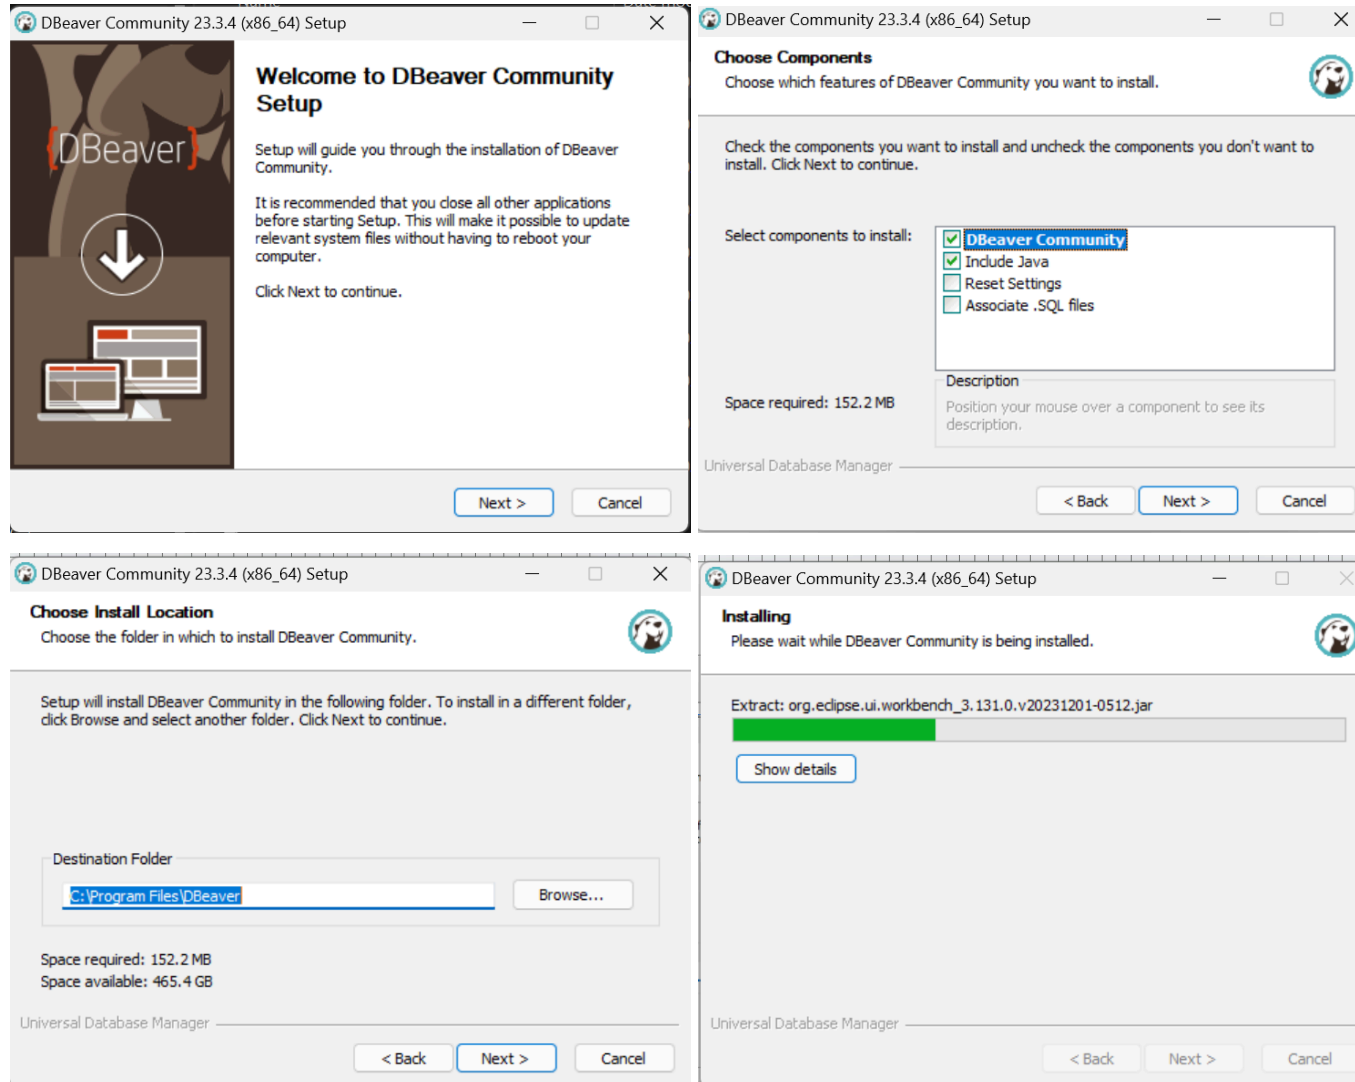 DBeaver Community 23.3.4 (x86_64) Setup
{DBeaver}
Welcome to DBeaver Community
Setup
Setup will guide you through the installation of DBeaver
Community.
It is recommended that you close all other applications
before starting Setup. This will make it possible to update
relevant system files without having to reboot your
computer.
Click Next to continue.
Next >
Cancel
DBeaver Community 23.3.4 (x86_64) Setup
Choose Components
Choose which features of DBeaver Community you want to install.
Check the components you want to install and uncheck the components you don't want to
install. Click Next to continue.
Select components to install:
DBeaver Community
Include Java
Reset Settings
Associate .SQL files
Space required: 152.2 MB
Description
Position your mouse over a component to see its
description.
Universal Database Manager
< Back
Next >
Cancel
DBeaver Community 23.3.4 (x86_64) Setup
Choose Install Location
Choose the folder in which to install DBeaver Community.
Setup will install DBeaver Community in the following folder. To install in a different folder,
click Browse and select another folder. Click Next to continue.
Destination Folder
C:\Program Files\DBeaver
Browse...
Space required: 152.2 MB
Space available: 465.4 GB
Universal Database Manager
< Back
Next >
Cancel
DBeaver Community 23.3.4 (x86_64) Setup
Installing
Please wait while DBeaver Community is being installed.
Extract: org.eclipse.ui.workbench_3.131.0.v20231201-0512.jar
Show details
Universal Database Manager
< Back
Next >
Cancel